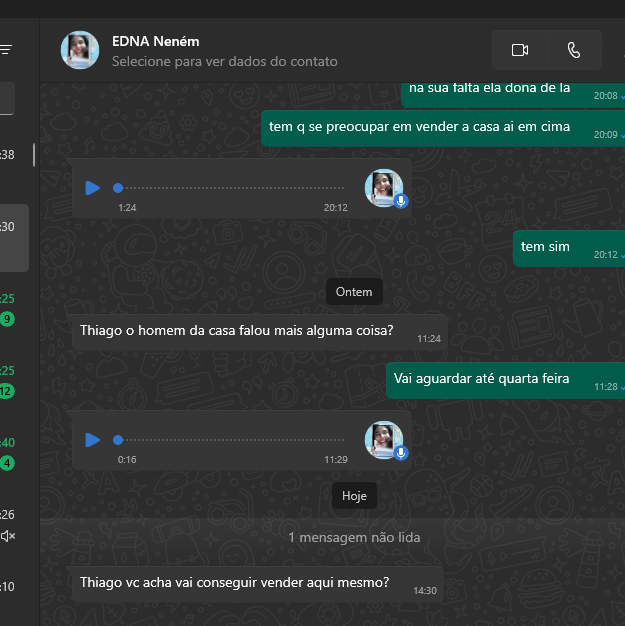 EDNA Neném
Selecione para ver dados do contato
na sua falta ela dona de la
20:08
:38
tem q se preocupar em vender a casa ai em cima
20:09
1:24
20:12
:30
tem sim
20:12
Ontem
:25
9
Thiago o homem da casa falou mais alguma coisa?
11:24
:25
12
Vai aguardar até quarta feira
11:28
:40
4
0:16
11:29
Hoje
:26
1 mensagem não lida
:10
Thiago vc acha vai conseguir vender aqui mesmo?
14:30